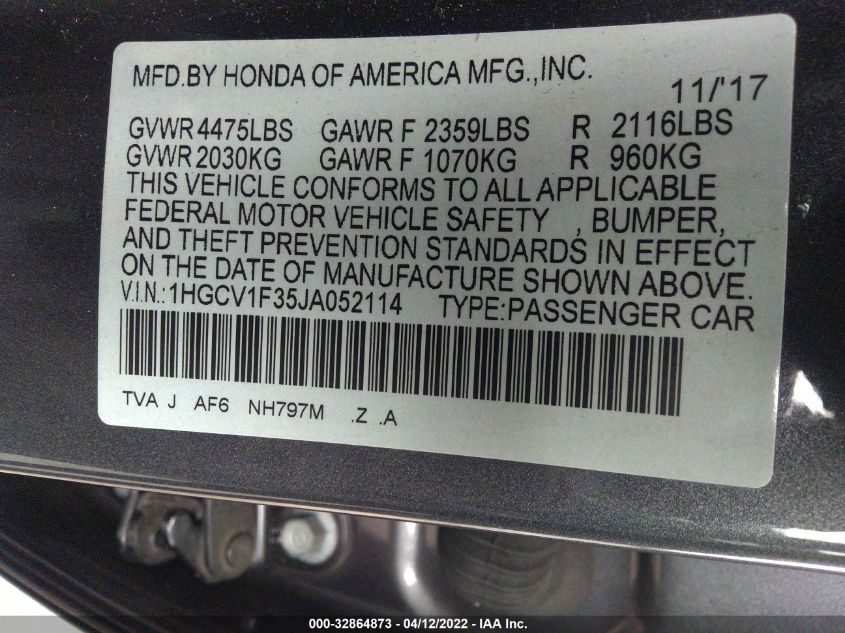 MFD.BY HONDA OF AMERICA MFG.,INC.
11/'17
GVWR 4475LBS GAWR F 2359LBS R 2116LBS
GVWR 2030KG GAWR F 1070KG R 960KG
THIS VEHICLE CONFORMS TO ALL APPLICABLE
FEDERAL MOTOR VEHICLE SAFETY , BUMPER,
AND THEFT PREVENTION STANDARDS IN EFFECT
ON THE DATE OF MANUFACTURE SHOWN ABOVE.
V.I.N.:1HGCV1F35JA052114 TYPE:PASSENGER CAR
TVA J AF6 NH797M .Z .A
000-32864873 - 04/12/2022 - IAA Inc.